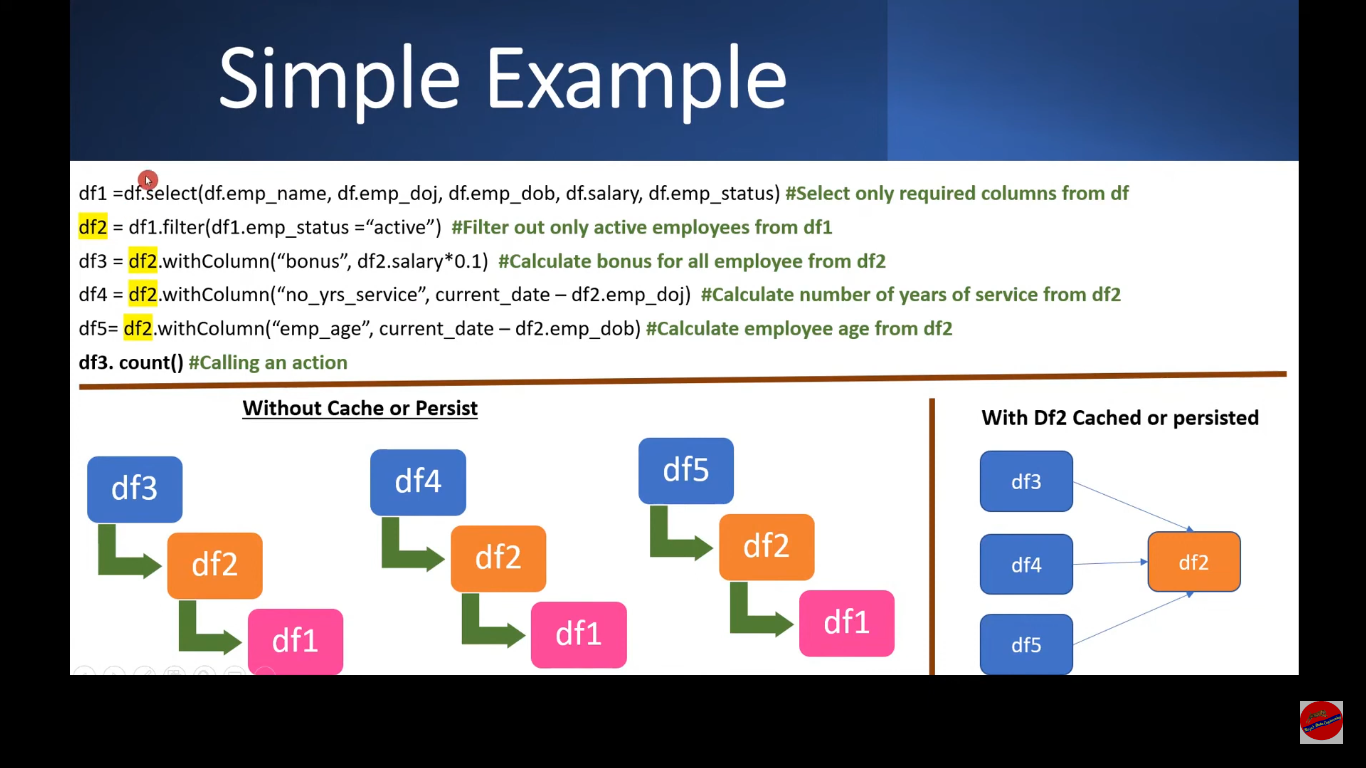 Simple Example
df1 =df.select(df.emp_name, df.emp_doj, df.emp_dob, df.salary, df.emp_status) #Select only required columns from df
df2 = df1.filter(df1.emp_status =“active”) #Filter out only active employees from df1
df3 = df2.withColumn(“bonus”, df2.salary*0.1) #Calculate bonus for all employee from df2
df4 = df2.withColumn(“no_yrs_service”, current_date – df2.emp_doj) #Calculate number of years of service from df2
df5= df2.withColumn(“emp_age”, current_date – df2.emp_dob) #Calculate employee age from df2
df3. count() #Calling an action
Without Cache or Persist
df3
df2
df1
df4
df2
df1
df5
df2
df1
With Df2 Cached or persisted
df3
df4
df5
df2